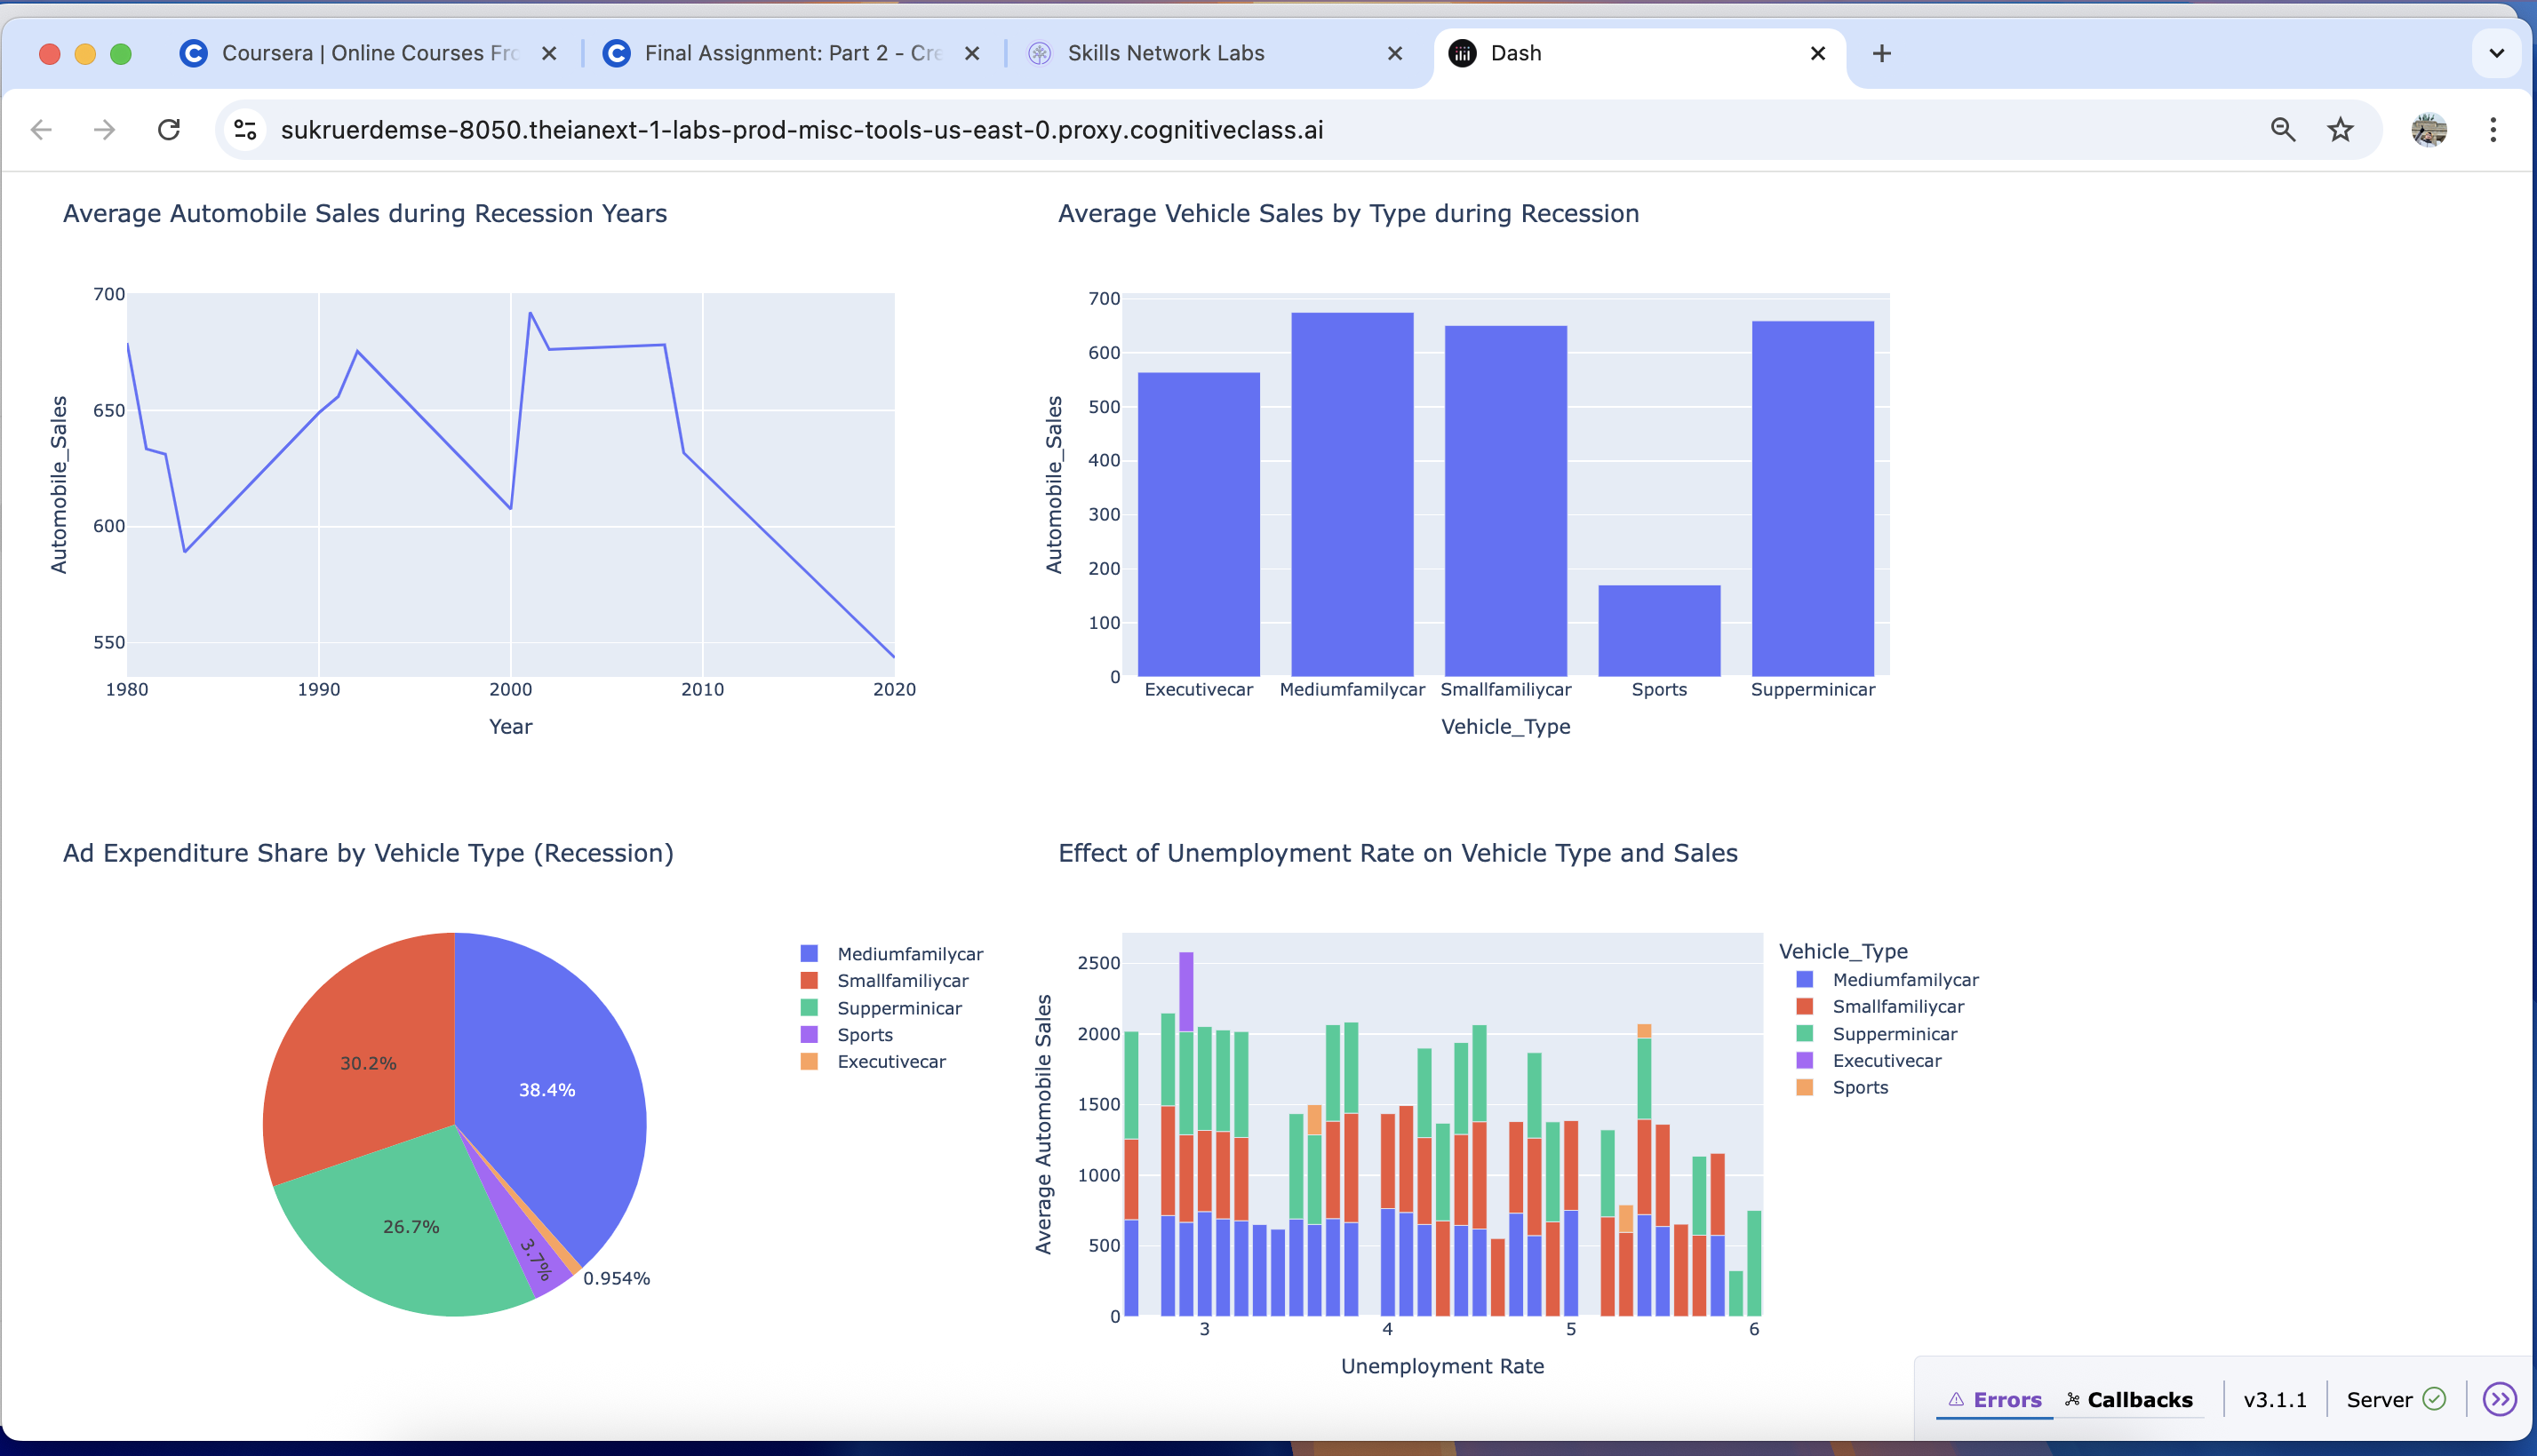 Coursera | Online Courses Fro
Final Assignment: Part 2 - Cre
Skills Network Labs
Dash
sukruerdemse-8050.theianext-1-labs-prod-misc-tools-us-east-0.proxy.cognitiveclass.ai
Average Automobile Sales during Recession Years
700
650
600
550
Automobile_Sales
1980 1990 2000 2010 2020
Year
Average Vehicle Sales by Type during Recession
700
600
500
400
300
200
100
0
Automobile_Sales
Executivecar Mediumfamilycar Smallfamiliycar Sports Supperminicar
Vehicle_Type
Ad Expenditure Share by Vehicle Type (Recession)
30.2%
38.4%
26.7%
3.7%
0.954%
Mediumfamilycar
Smallfamiliycar
Supperminicar
Sports
Executivecar
Effect of Unemployment Rate on Vehicle Type and Sales
2500
2000
1500
1000
500
0
Average Automobile Sales
3 4 5 6
Unemployment Rate
Vehicle_Type
Mediumfamilycar
Smallfamiliycar
Supperminicar
Executivecar
Sports
Errors Callbacks v3.1.1 Server